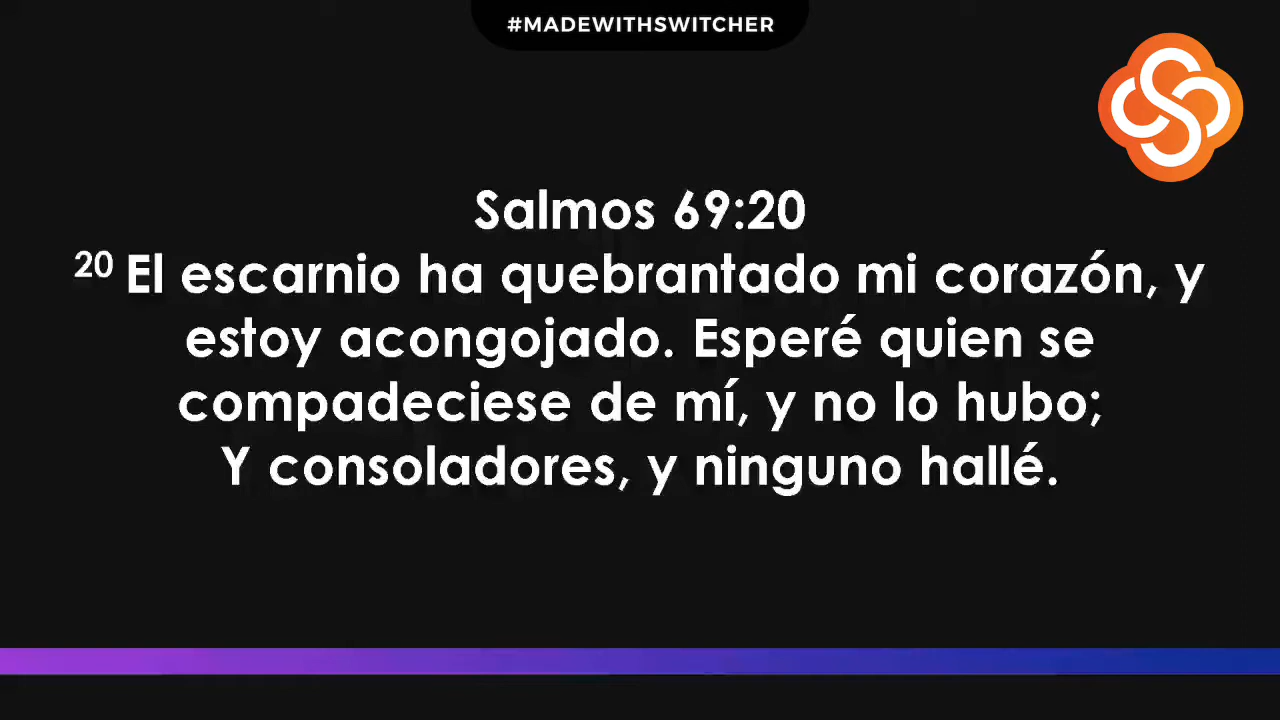 #MADEWITHSWITCHER
Salmos 69:20
20 El escarnio ha quebrantado mi corazón, y
estoy acongojado. Esperé quien se
compadeciese de mí, y no lo hubo;
Y consoladores, y ninguno hallé.